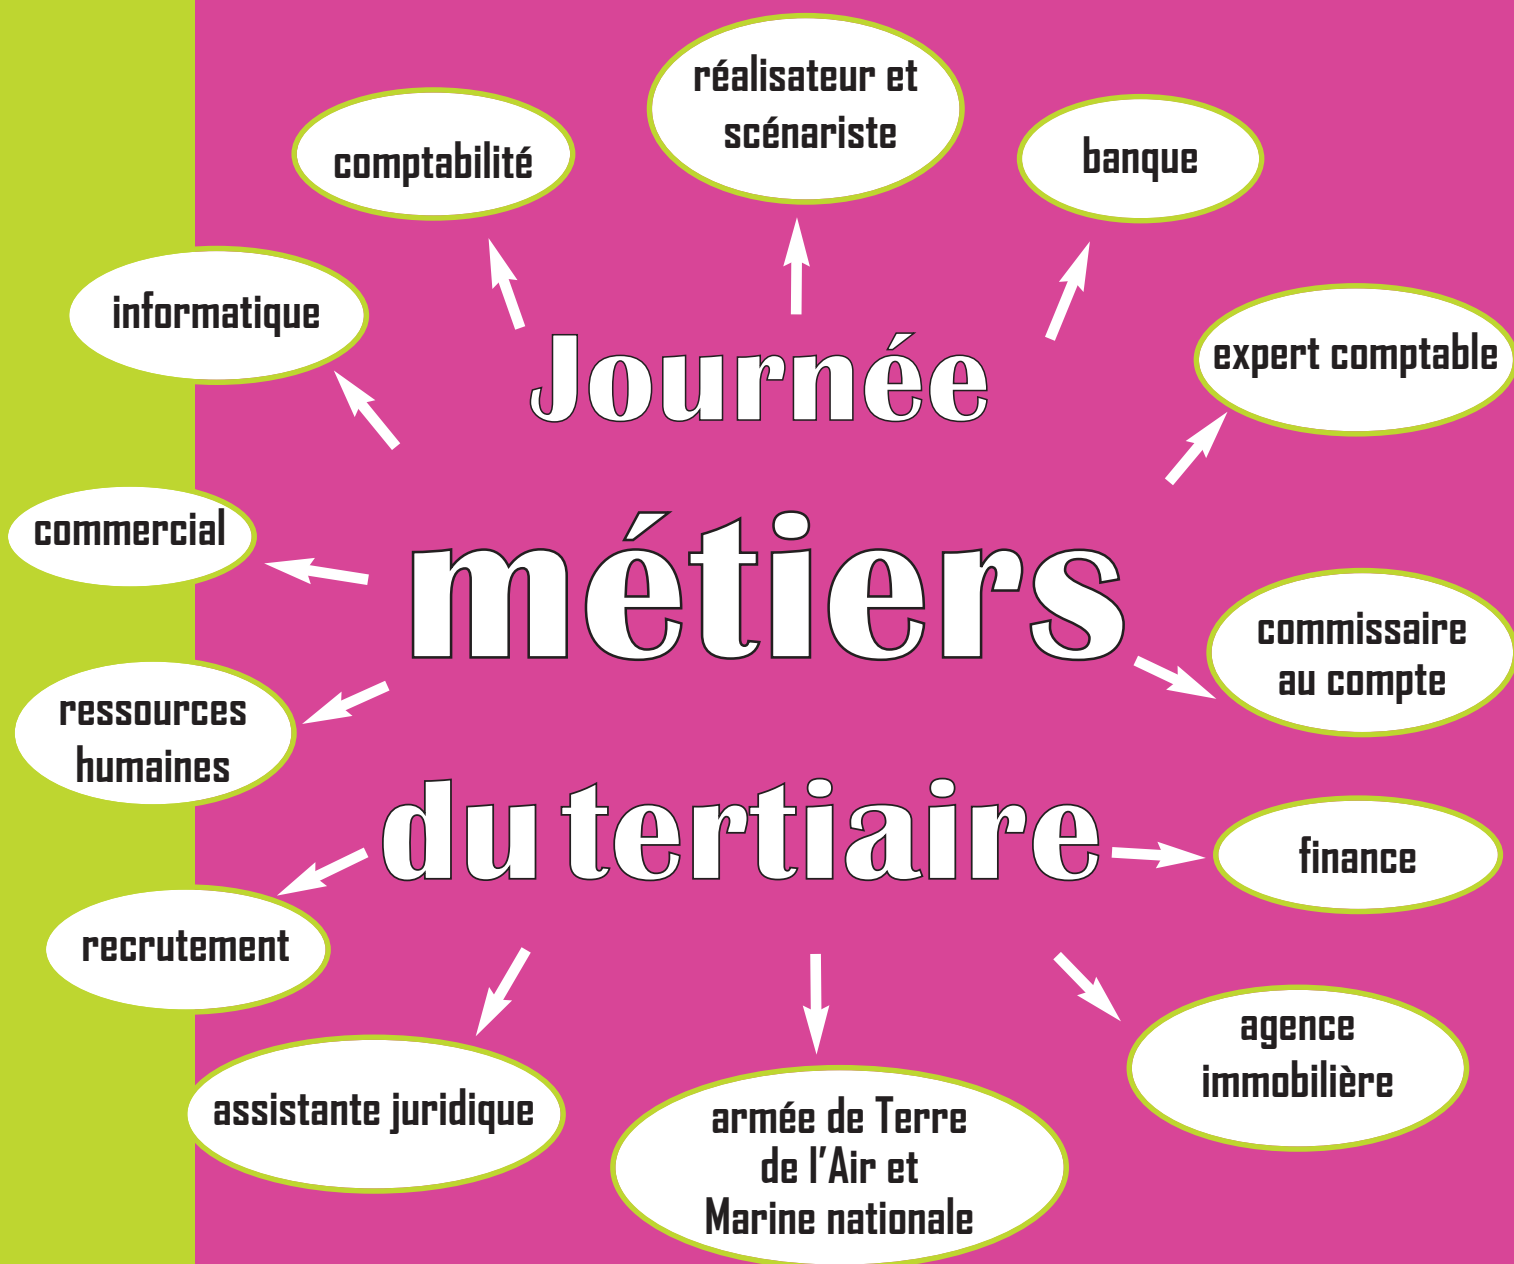 réalisateur et
scénariste
comptabilité
banque
informatique
expert comptable
Journée
commercial
métiers
commissaire
au compte
ressources
humaines
du tertiaire
finance
recrutement
agence
immobilière
assistante juridique
armée de Terre
de l'Air et
Marine nationale